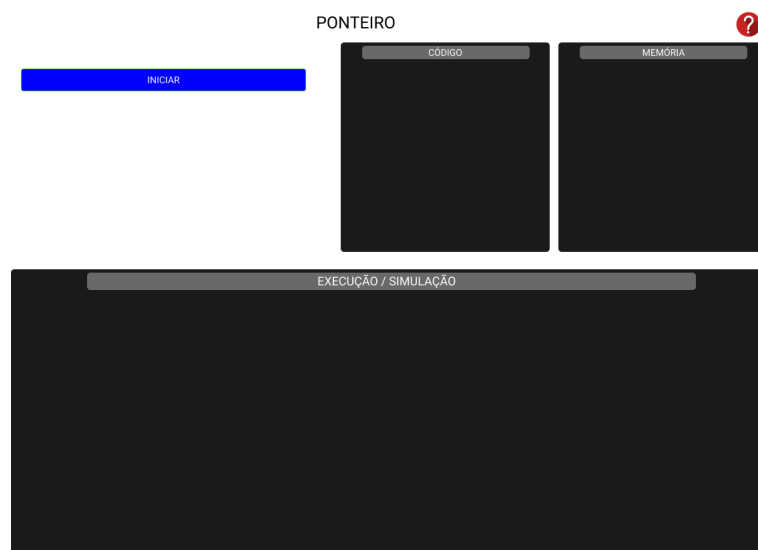 PONTEIRO
?
INICIAR
CÓDIGO
MEMÓRIA
EXECUÇÃO / SIMULAÇÃO